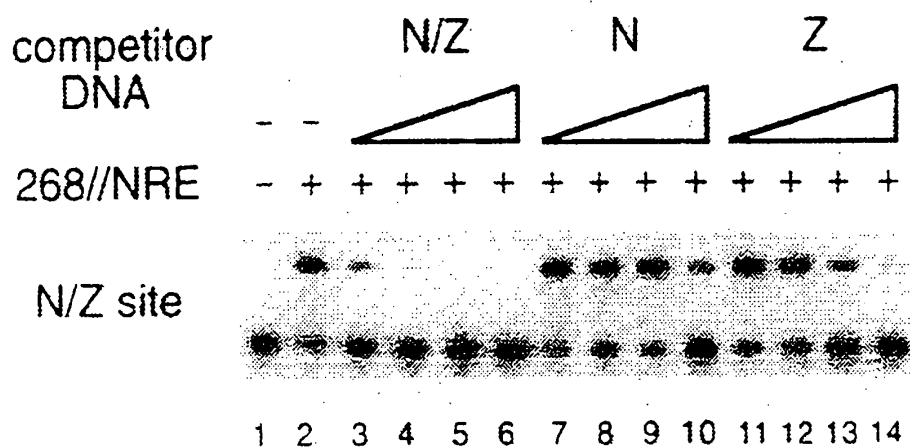 competitor DNA
N/Z N Z
- -
268//NRE - + + + + + + + + + + + + +
N/Z site
1 2 3 4 5 6 7 8 9 10 11 12 13 14